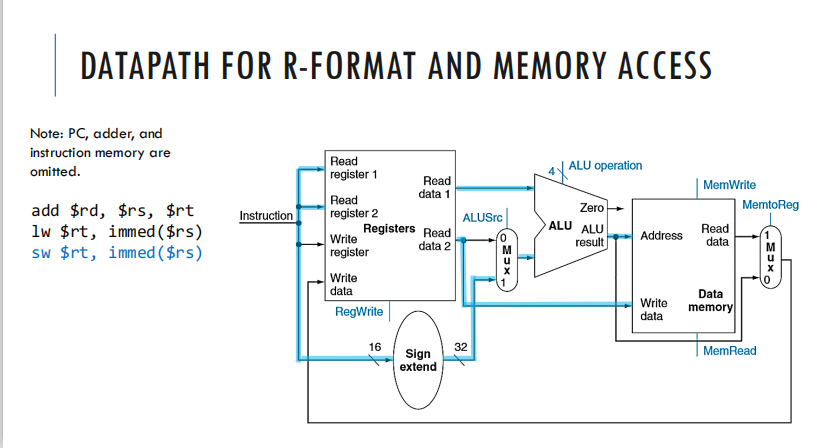 DATAPATH FOR R-FORMAT AND MEMORY ACCESS
Note: PC, adder, and
instruction memory are
omitted.
add $rd, $rs, $rt
lw $rt, immed($rs)
sw $rt, immed($rs)
Instruction
Read
register 1
Read
register 2
Write
register
Write
data
Registers
Read
data 1
Read
data 2
RegWrite
16
Sign
extend
32
ALUSrc
0
M
u
x
1
4
ALU operation
Zero
ALU
ALU
result
MemWrite
Address
Read
data
Write
data
Data
memory
MemRead
MemtoReg
1
M
u
x
0